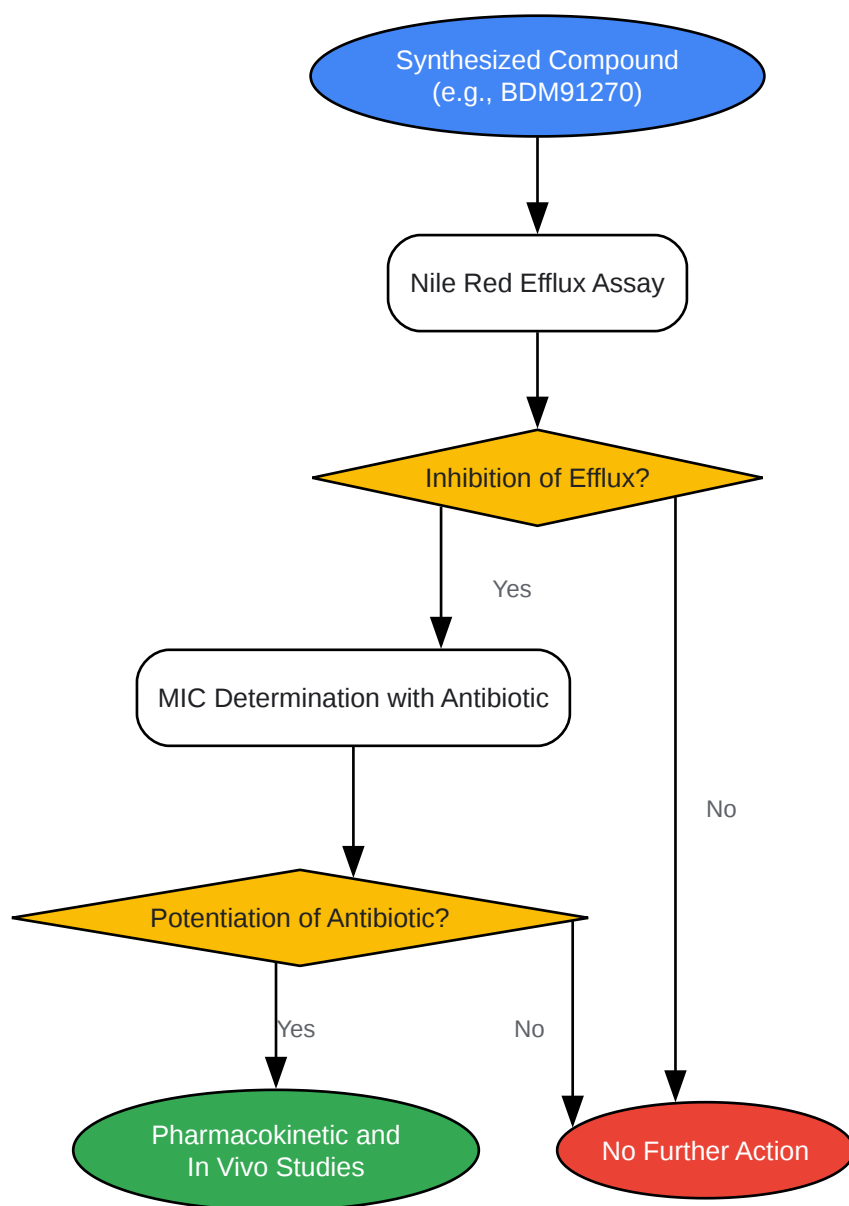 Synthesized Compound
(e.g., BDM91270)
Nile Red Efflux Assay
Inhibition of Efflux?
Yes
MIC Determination with Antibiotic
No
Potentiation of Antibiotic?
Yes
No
Pharmacokinetic and
In Vivo Studies
No Further Action